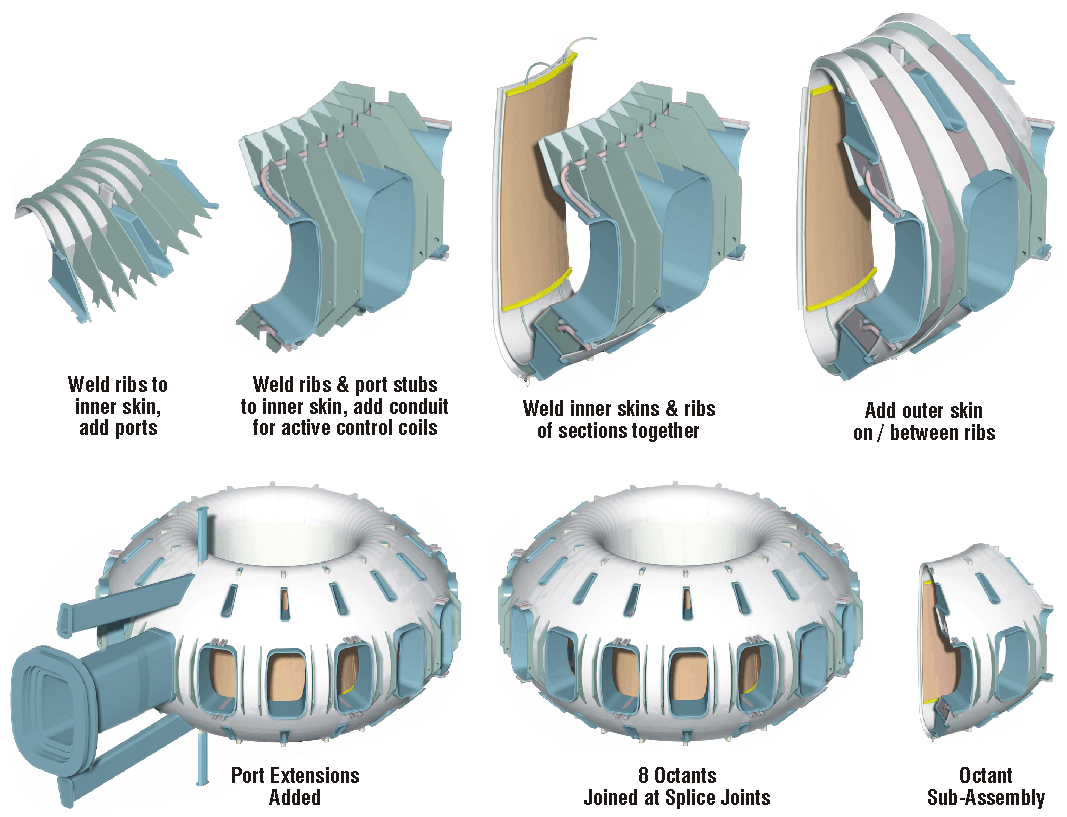 Weld ribs to
inner skin,
add ports
Weld ribs & port stubs
to inner skin, add conduit
for active control coils
Weld inner skins & ribs
of sections together
Add outer skin
on / between ribs
Port Extensions
Added
8 Octants
Joined at Splice Joints
Octant
Sub-Assembly